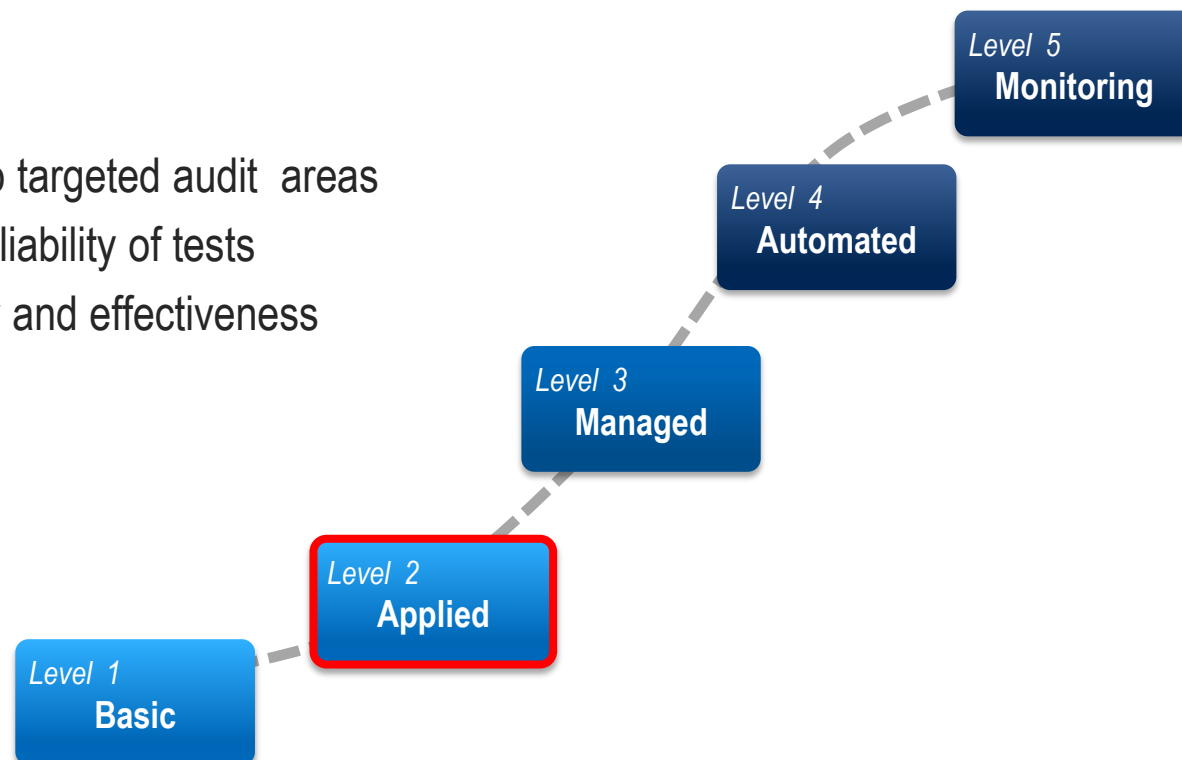 Level 5
Monitoring
targeted audit areas
Level 4
Automated
liability of tests
and effectiveness
Level 3
Managed
Level 2
Applied
Level 1
Basic